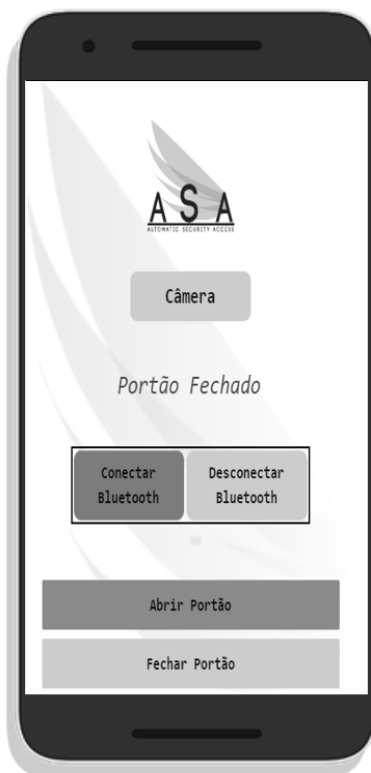 ASA
AUTOMATIC SECURITY ACCESS
Câmera
Portão Fechado
Conectar
Bluetooth
Desconectar
Bluetooth
Abrir Portão
Fechar Portão